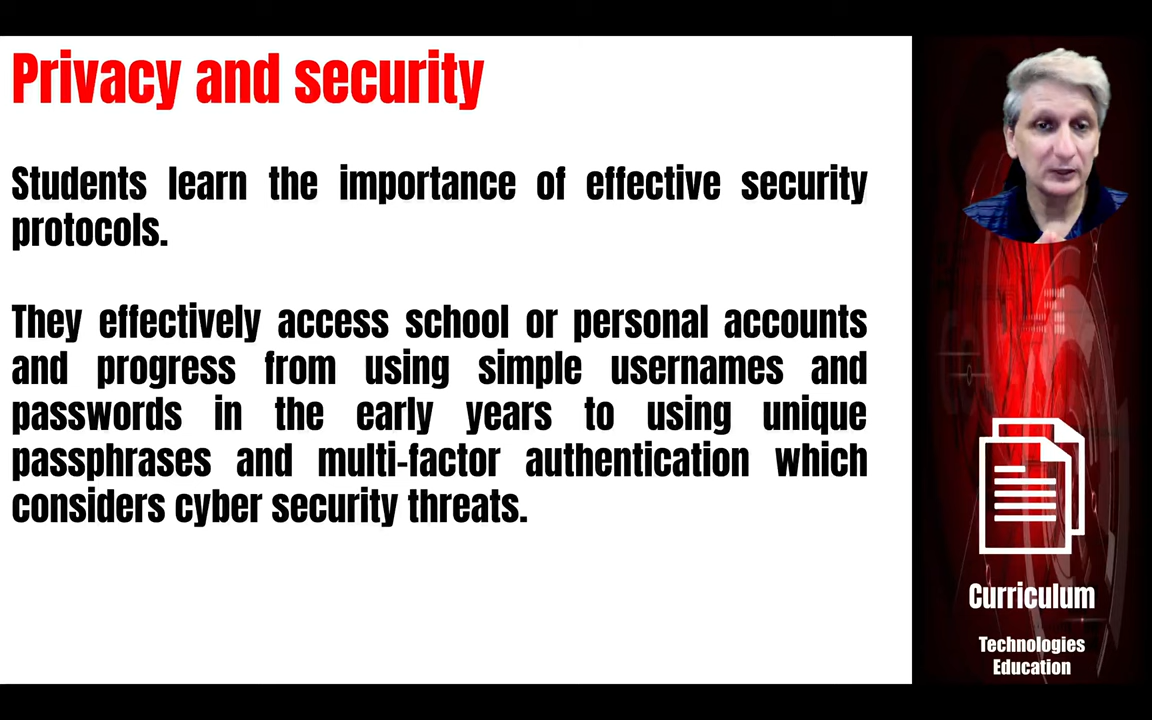 Privacy and security
Students learn the importance of effective security
protocols.
They effectively access school or personal accounts
and progress from using simple usernames and
passwords in the early years to using unique
passphrases and multi-factor authentication which
considers cyber security threats.
Curriculum
Technologies
Education